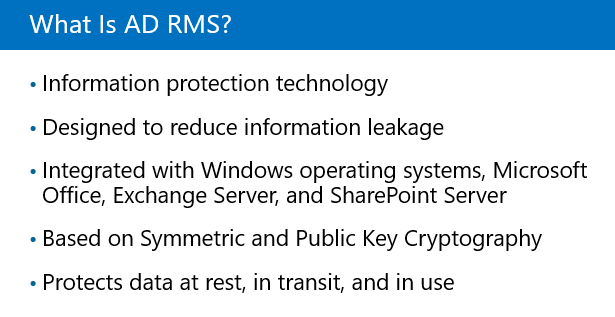 What Is AD RMS?
• Information protection technology
• Designed to reduce information leakage
• Integrated with Windows operating systems, Microsoft
Office, Exchange Server, and SharePoint Server
• Based on Symmetric and Public Key Cryptography
• Protects data at rest, in transit, and in use